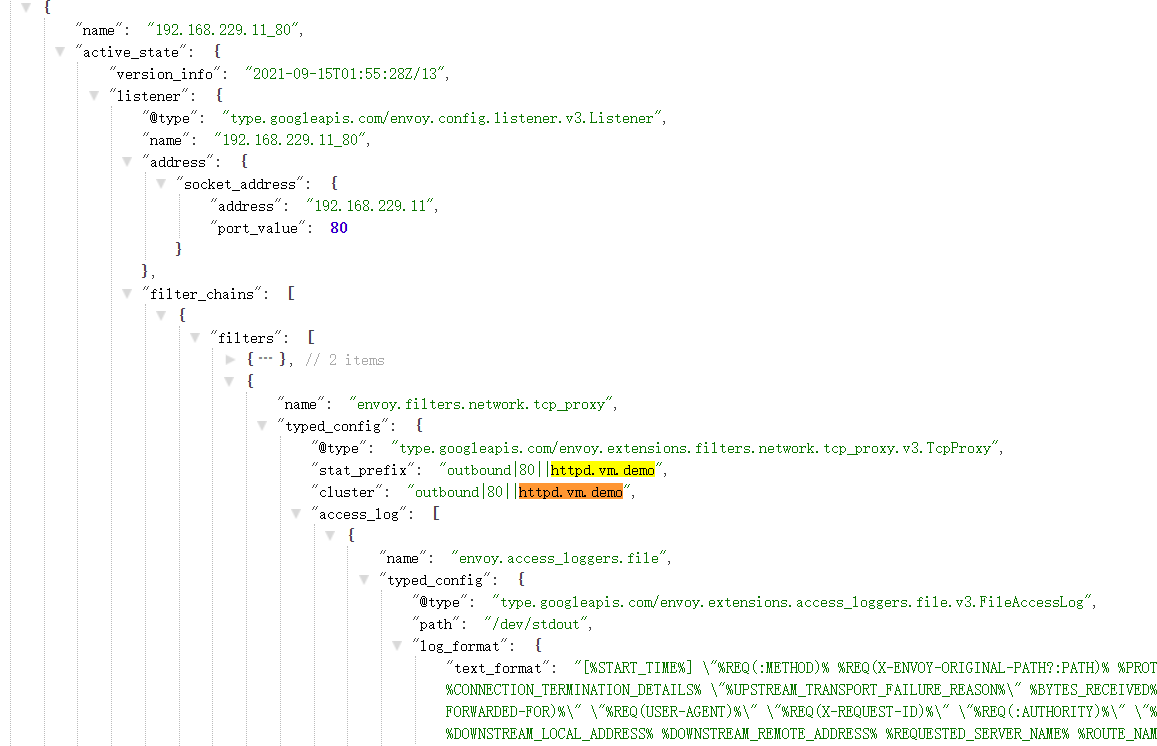 {
"name": "192.168.229.11_80",
"active_state": {
"version_info": "2021-09-15T01:55:28Z/13",
"listener": {
"@type": "type.googleapis.com/envoy.config.listener.v3.Listener",
"name": "192.168.229.11_80",
"address": {
"socket_address": {
"address": "192.168.229.11",
"port_value": 80
}
},
"filter_chains": [
{
"filters": [
{ ... }, // 2 items
{
"name": "envoy.filters.network.tcp_proxy",
"typed_config": {
"@type": "type.googleapis.com/envoy.extensions.filters.network.tcp_proxy.v3.TcpProxy",
"stat_prefix": "outbound|80||httpd.vm.demo",
"cluster": "outbound|80||httpd.vm.demo",
"access_log": [
{
"name": "envoy.access_loggers.file",
"typed_config": {
"@type": "type.googleapis.com/envoy.extensions.access_loggers.file.v3.FileAccessLog",
"path": "/dev/stdout",
"log_format": {
"text_format": "[%START_TIME%] \"%REQ(:METHOD)% %REQ(X-ENVOY-ORIGINAL-PATH?:PATH)% %PROT
%CONNECTION_TERMINATION_DETAILS% \"%UPSTREAM_TRANSPORT_FAILURE_REASON%\" %BYTES_RECEIVED%
FORWARDED-FOR)%\" \"%REQ(USER-AGENT)%\" \"%REQ(X-REQUEST-ID)%\" \"%REQ(:AUTHORITY)%\" \"%
%DOWNSTREAM_LOCAL_ADDRESS% %DOWNSTREAM_REMOTE_ADDRESS% %REQUESTED_SERVER_NAME% %ROUTE_NAM